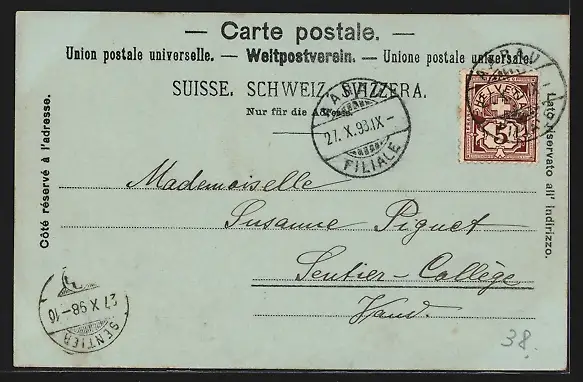 — Carte postale. —
Union postale universelle. — Weltpostverein. — Unione postale universale.
SUISSE. SCHWEIZ. SVIZZERA.
Nur für die Adresse.
Côté réservé à l'adresse.
Lato riservato all' indirizzo.
AARAU
HELVETIA
5
27. X. 98. IX –
FILIALE
Mademoiselle
Susanne Piguet
Sentier-Collège
Vaud.
27 X 98 - 10
SENTIER
38.